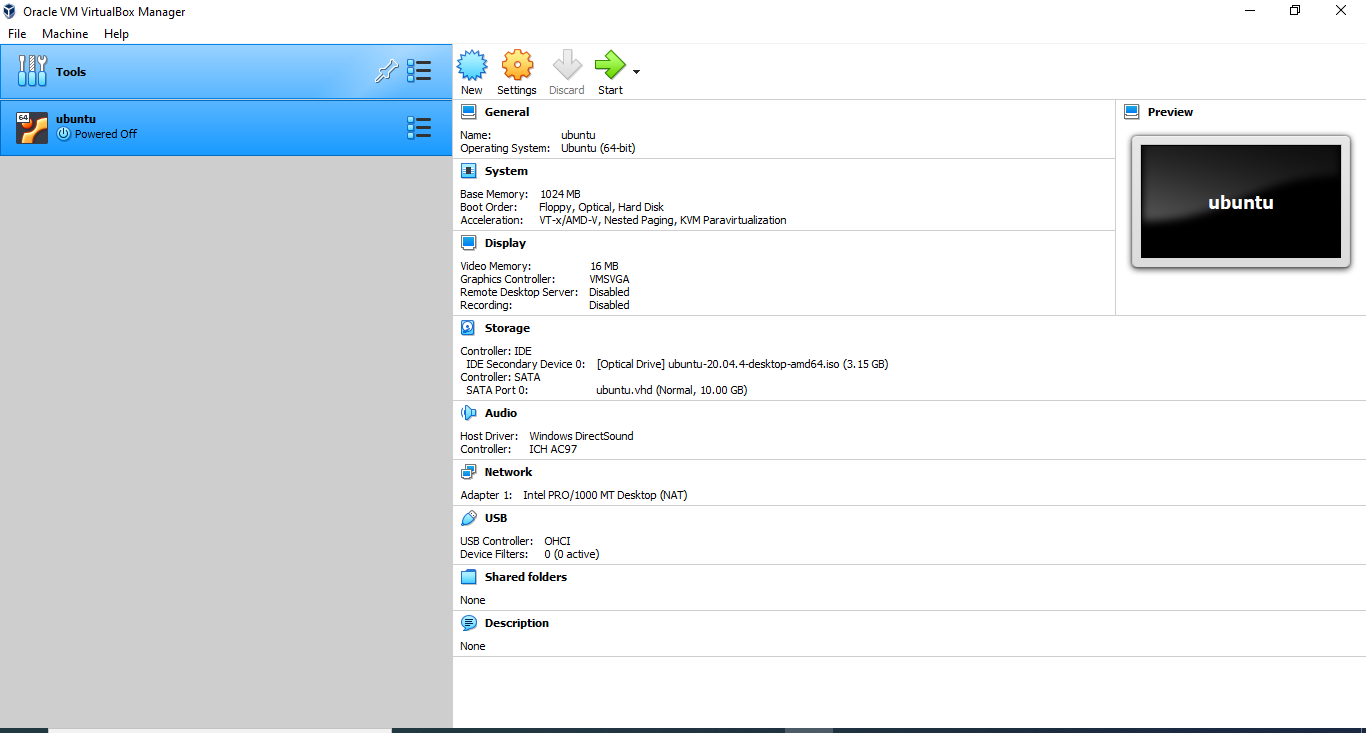 Oracle VM VirtualBox Manager
File Machine Help
Tools
64
ubuntu
Powered Off
New Settings Discard Start
General
Name: ubuntu
Operating System: Ubuntu (64-bit)
System
Base Memory: 1024 MB
Boot Order: Floppy, Optical, Hard Disk
Acceleration: VT-x/AMD-V, Nested Paging, KVM Paravirtualization
Display
Video Memory: 16 MB
Graphics Controller: VMSVGA
Remote Desktop Server: Disabled
Recording: Disabled
Storage
Controller: IDE
IDE Secondary Device 0: [Optical Drive] ubuntu-20.04.4-desktop-amd64.iso (3.15 GB)
Controller: SATA
SATA Port 0: ubuntu.vhd (Normal, 10.00 GB)
Audio
Host Driver: Windows DirectSound
Controller: ICH AC97
Network
Adapter 1: Intel PRO/1000 MT Desktop (NAT)
USB
USB Controller: OHCI
Device Filters: 0 (0 active)
Shared folders
None
Description
None
Preview
ubuntu